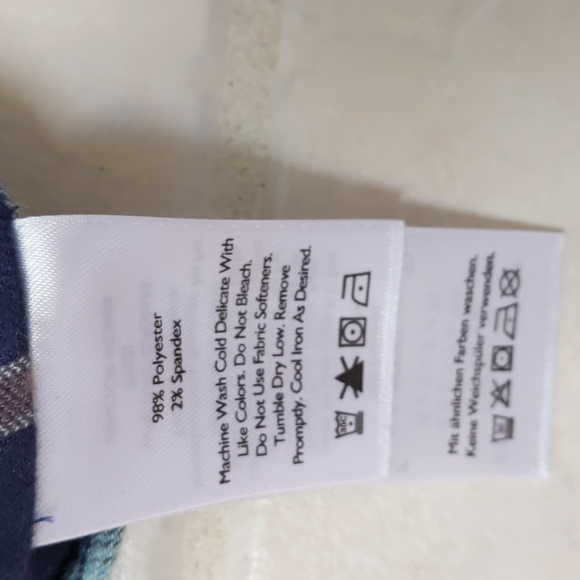 98% Polyester
2% Spandex
Machine Wash Cold Delicate With
Like Colors. Do Not Bleach.
Do Not Use Fabric Softeners.
Tumble Dry Low. Remove
Promptly. Cool Iron As Desired.
Mit ähnlichen Farben waschen.
Keine Weichspüler verwenden.